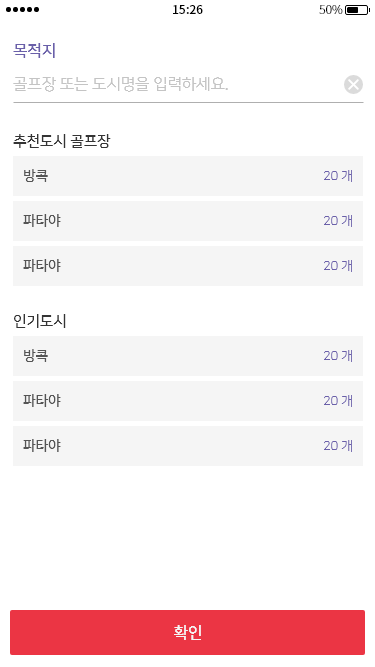 15:26
50%
목적지
골프장 또는 도시명을 입력하세요.
추천도시 골프장
방콕 20 개
파타야 20 개
파타야 20 개
인기도시
방콕 20 개
파타야 20 개
파타야 20 개
확인